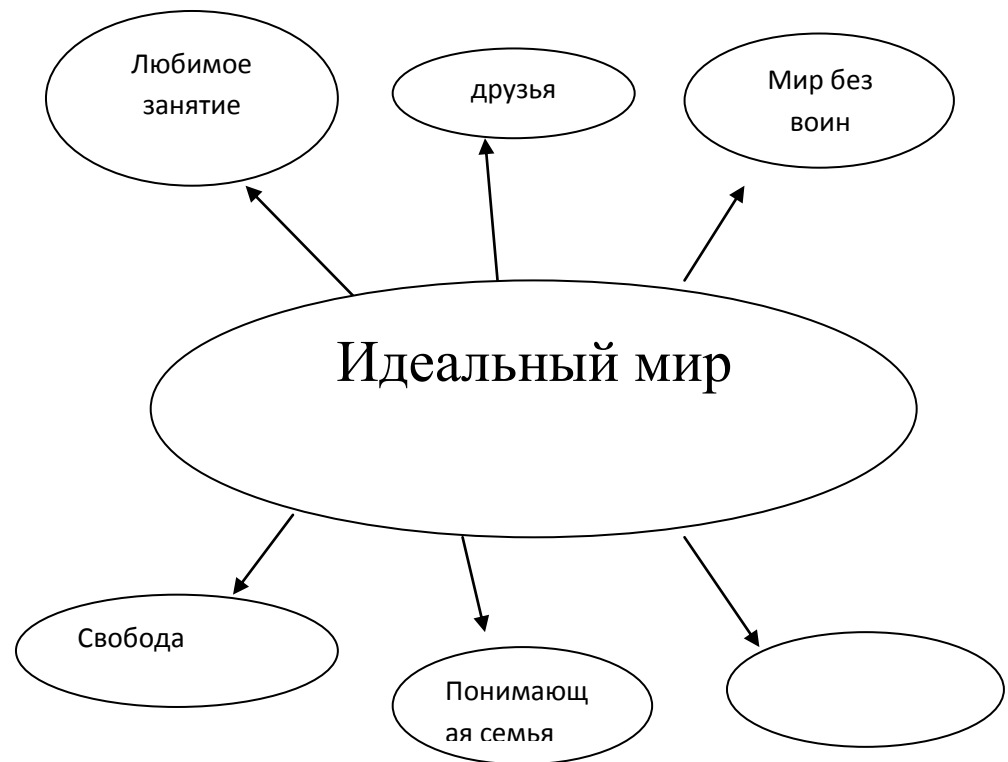 Любимое
занятие
друзья
Мир без
воин
Идеальный мир
Свобода
Понимающ
ая семья